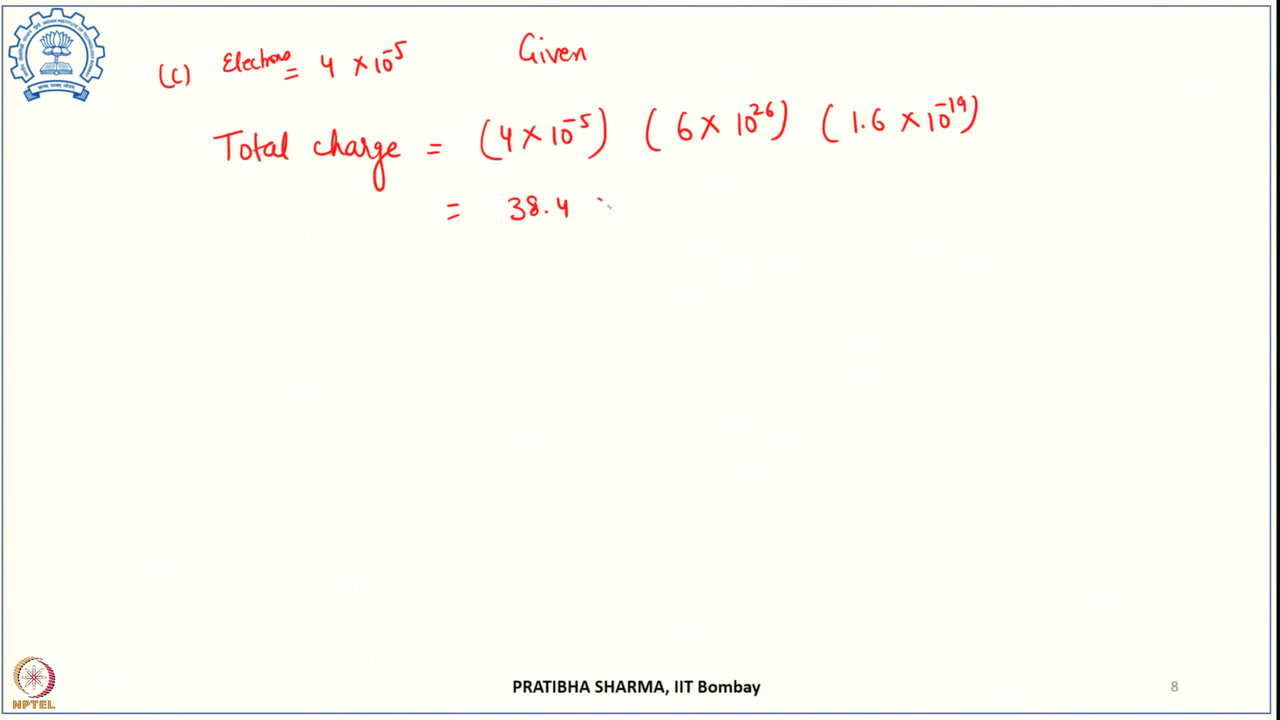 (c) Electrons = 4 × 10⁻⁵ Given
Total charge = (4 × 10⁻⁵) (6 × 10²⁶) (1.6 × 10⁻¹⁹)
= 38.4
PRATIBHA SHARMA, IIT Bombay
8
NPTEL